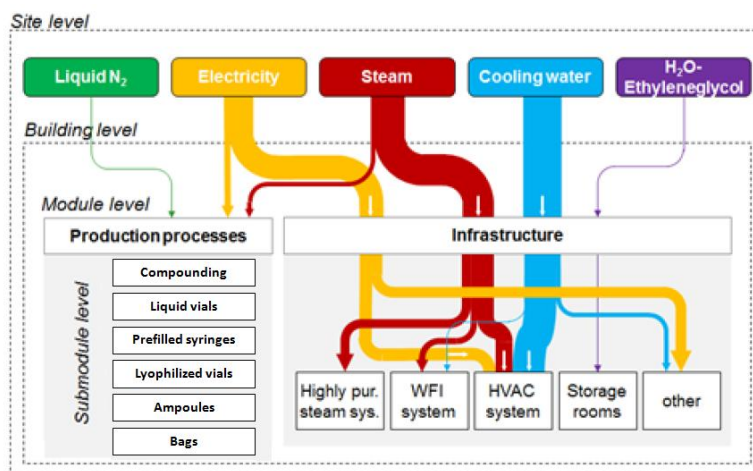 Site level
Liquid N₂
Electricity
Steam
Cooling water
H₂O-
Ethyleneglycol
Building level
Module level
Production processes
Infrastructure
Submodule level
Compounding
Liquid vials
Prefilled syringes
Lyophilized vials
Ampoules
Bags
Highly pur.
steam sys.
WFI
system
HVAC
system
Storage
rooms
other